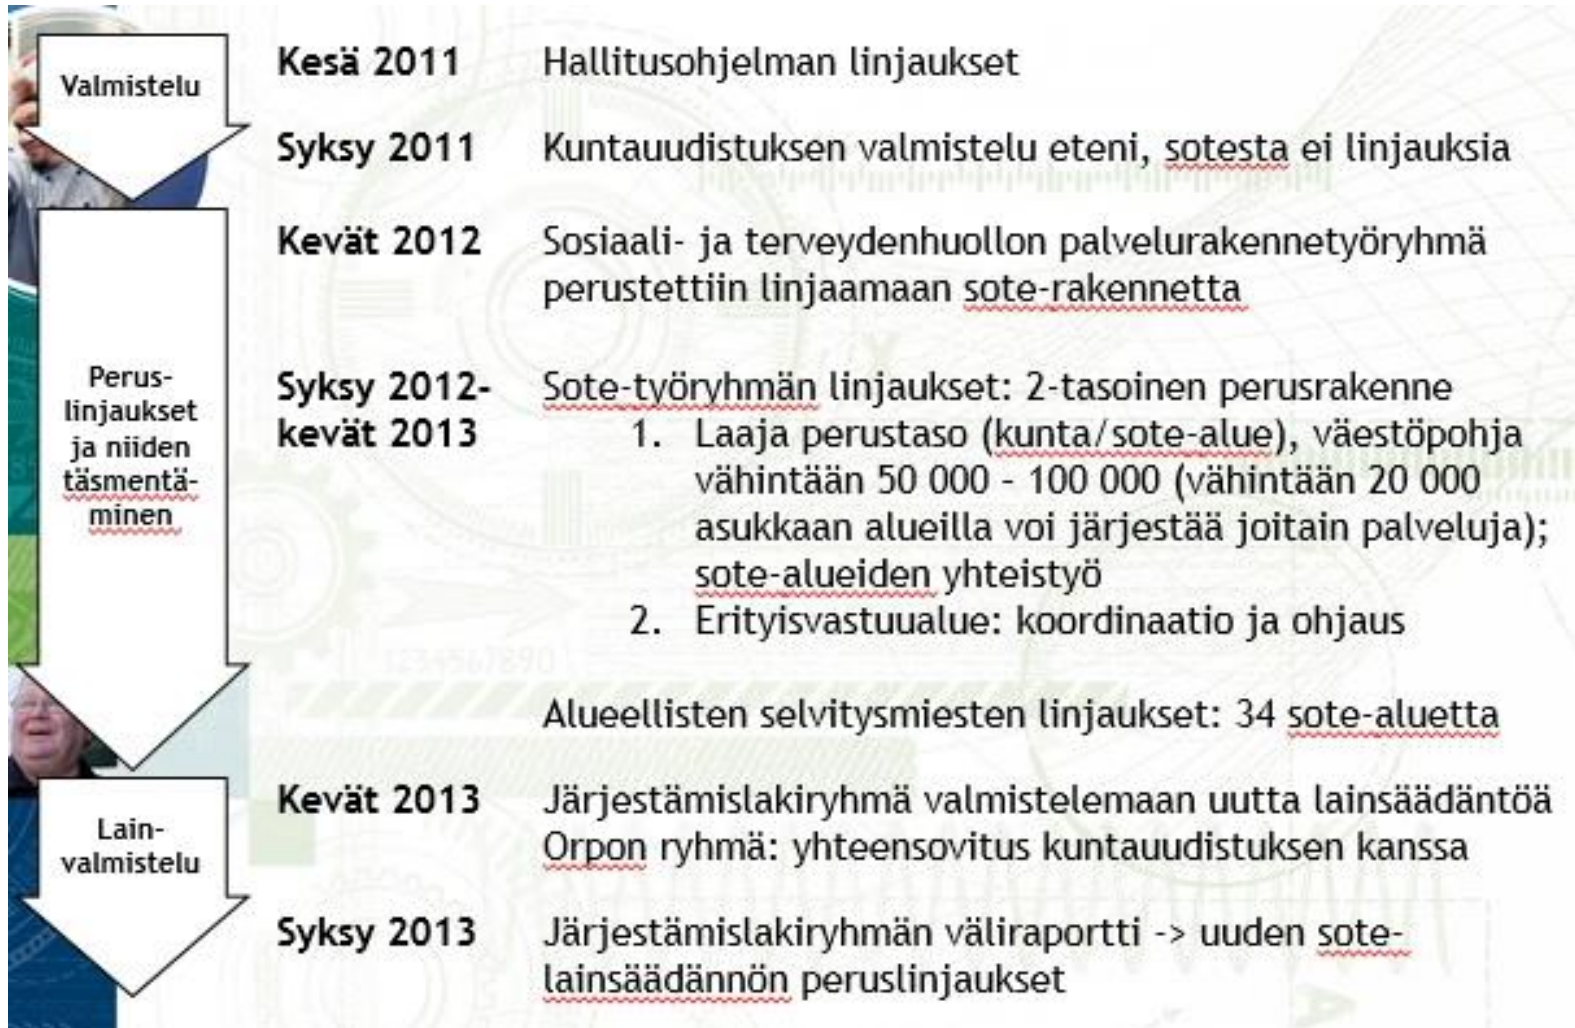 Valmistelu
Kesä 2011 Hallitusohjelman linjaukset
Syksy 2011 Kuntauudistuksen valmistelu eteni, sotesta ei linjauksia
Perus-
linjaukset
ja niiden
täsmentä-
minen
Kevät 2012 Sosiaali- ja terveydenhuollon palvelurakennetyöryhmä
perustettiin linjaamaan sote-rakennetta
Syksy 2012- Sote-työryhmän linjaukset: 2-tasoinen perusrakenne
kevät 2013 1. Laaja perustaso (kunta/sote-alue), väestöpohja
vähintään 50 000 - 100 000 (vähintään 20 000
asukkaan alueilla voi järjestää joitain palveluja);
sote-alueiden yhteistyö
2. Erityisvastuualue: koordinaatio ja ohjaus
1234567890
Alueellisten selvitysmiesten linjaukset: 34 sote-aluetta
Lain-
valmistelu
Kevät 2013 Järjestämislakiryhmä valmistelemaan uutta lainsäädäntöä
Orpon ryhmä: yhteensovitus kuntauudistuksen kanssa
Syksy 2013 Järjestämislakiryhmän väliraportti -> uuden sote-
lainsäädännön peruslinjaukset